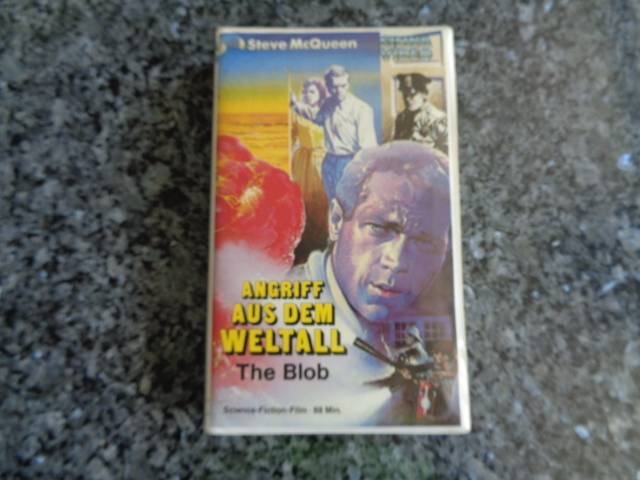 Steve McQueen
ANGRIFF
AUS DEM
WELTALL
The Blob
Science-Fiction-Film · 88 Min.